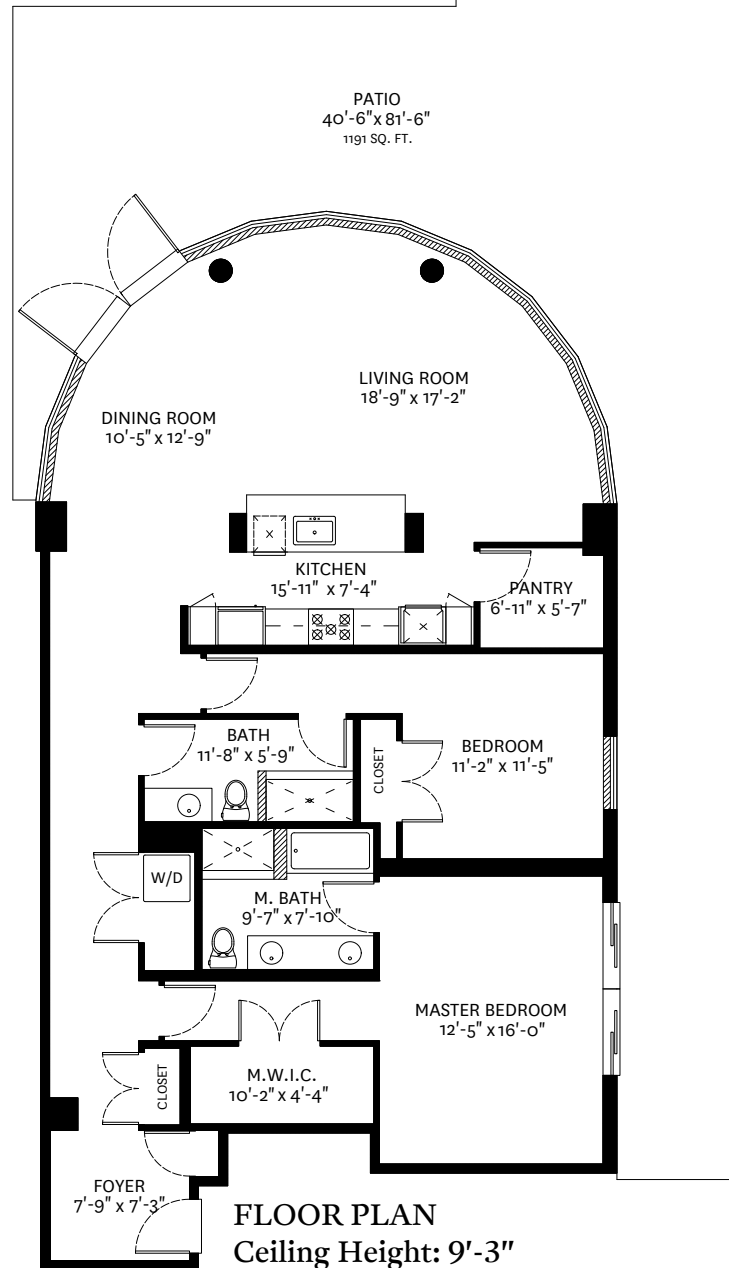 PATIO
40'-6" x 81'-6"
1191 SQ. FT.
LIVING ROOM
18'-9" x 17'-2"
DINING ROOM
10'-5" x 12'-9"
KITCHEN
15'-11" x 7'-4"
PANTRY
6'-11" x 5'-7"
BATH
11'-8" x 5'-9"
CLOSET
BEDROOM
11'-2" x 11'-5"
W/D
M. BATH
9'-7" x 7'-10"
MASTER BEDROOM
12'-5" x 16'-0"
CLOSET
M.W.I.C.
10'-2" x 4'-4"
FOYER
7'-9" x 7'-3"
FLOOR PLAN
Ceiling Height: 9'-3"